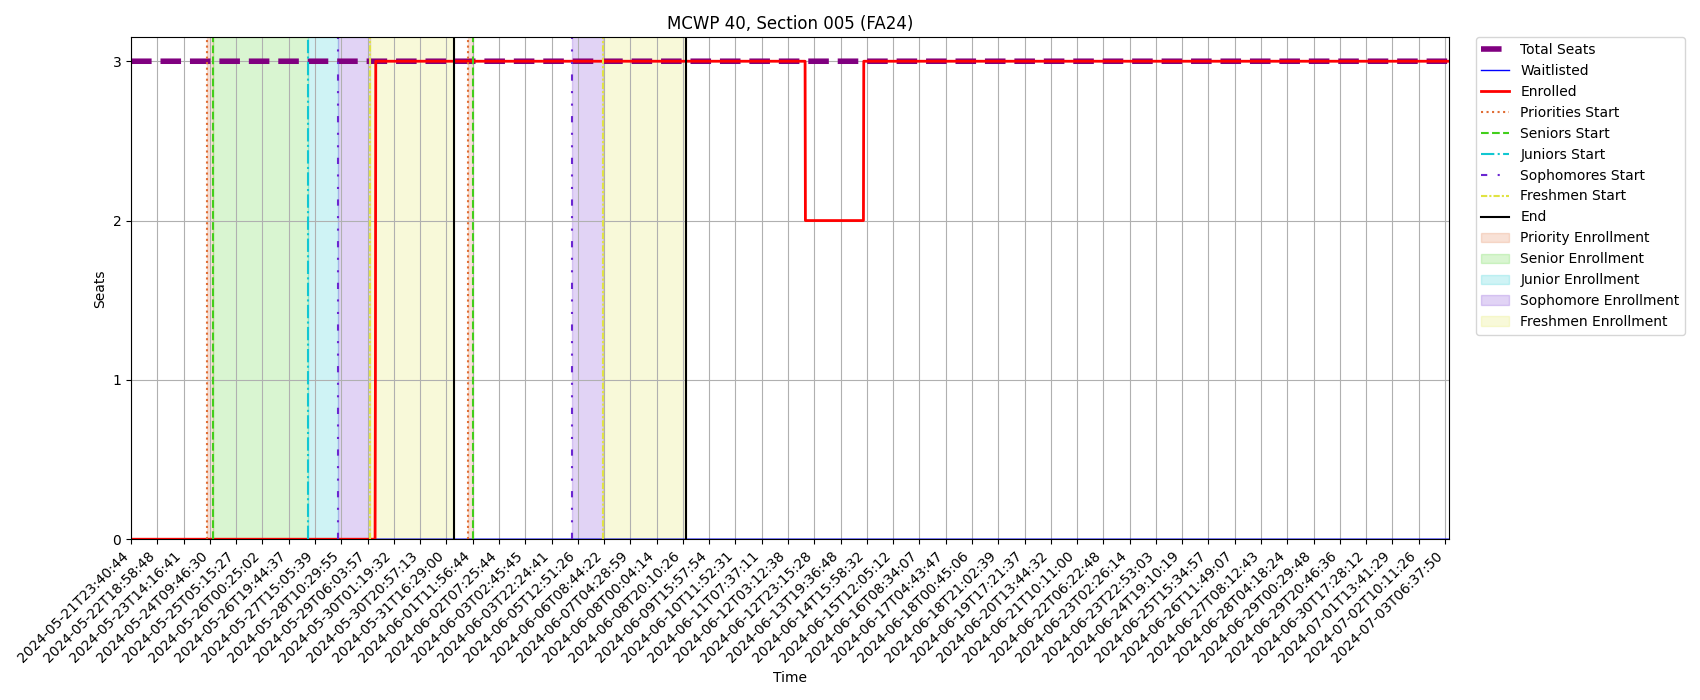 MCWP 40, Section 005 (FA24)
Total Seats
Waitlisted
Enrolled
Priorities Start
Seniors Start
Juniors Start
Sophomores Start
Freshmen Start
End
Priority Enrollment
Senior Enrollment
Junior Enrollment
Sophomore Enrollment
Freshmen Enrollment
Seats
3
2
1
0
2024-05-21T23:40:44
2024-05-22T18:58:48
2024-05-23T14:16:41
2024-05-24T09:46:30
2024-05-25T05:15:27
2024-05-26T00:25:02
2024-05-26T19:44:37
2024-05-27T15:05:39
2024-05-28T10:29:55
2024-05-29T06:03:57
2024-05-30T01:19:32
2024-05-30T20:57:13
2024-05-31T16:29:00
2024-06-01T11:56:44
2024-06-02T07:25:44
2024-06-03T02:45:45
2024-06-03T22:24:41
2024-06-05T12:51:26
2024-06-06T08:44:22
2024-06-07T04:28:59
2024-06-08T00:04:14
2024-06-08T20:10:26
2024-06-09T15:57:54
2024-06-10T11:52:31
2024-06-11T07:37:11
2024-06-12T03:12:38
2024-06-12T23:15:28
2024-06-13T19:36:48
2024-06-14T15:58:32
2024-06-15T12:05:12
2024-06-16T08:34:07
2024-06-17T04:43:47
2024-06-18T00:45:06
2024-06-18T21:02:39
2024-06-19T17:21:37
2024-06-20T13:44:32
2024-06-21T10:11:00
2024-06-22T06:22:48
2024-06-23T02:26:14
2024-06-23T22:53:03
2024-06-24T19:10:19
2024-06-25T15:34:57
2024-06-26T11:49:07
2024-06-27T08:12:43
2024-06-28T04:18:24
2024-06-29T00:29:48
2024-06-29T20:46:36
2024-06-30T17:28:12
2024-07-01T13:41:29
2024-07-02T10:11:26
2024-07-03T06:37:50
Time